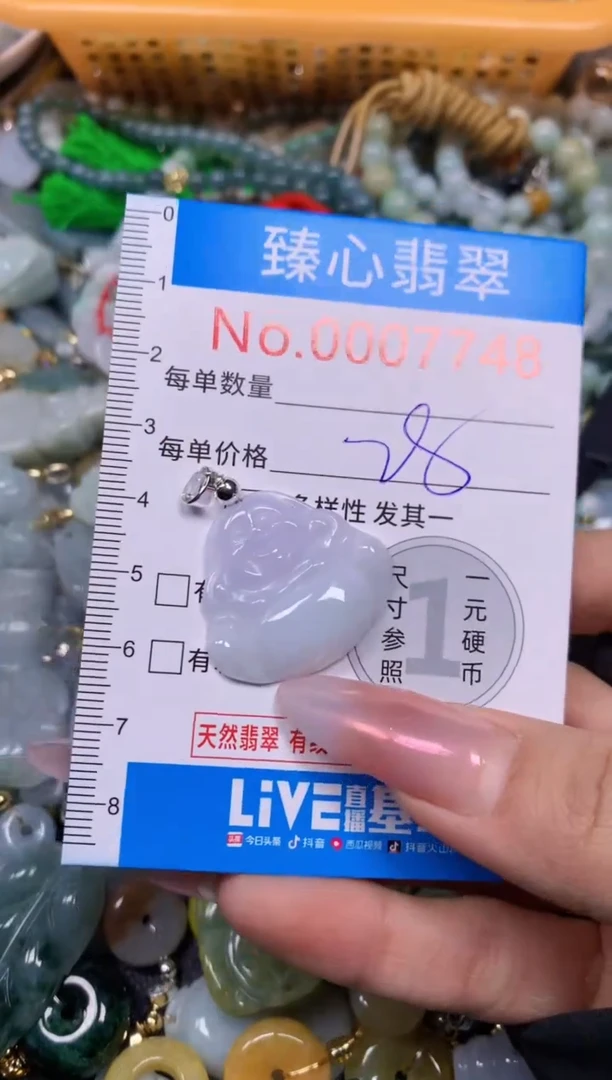 0
臻心翡翠
1
No.0007748
2
每单数量
3
每单价格 28
4
多样性 发其一
5
尺寸参照
1
一元硬币
6
有
7
天然翡翠 有
8
LiVE直播基
今日头条 抖音 西瓜视频 抖音火山